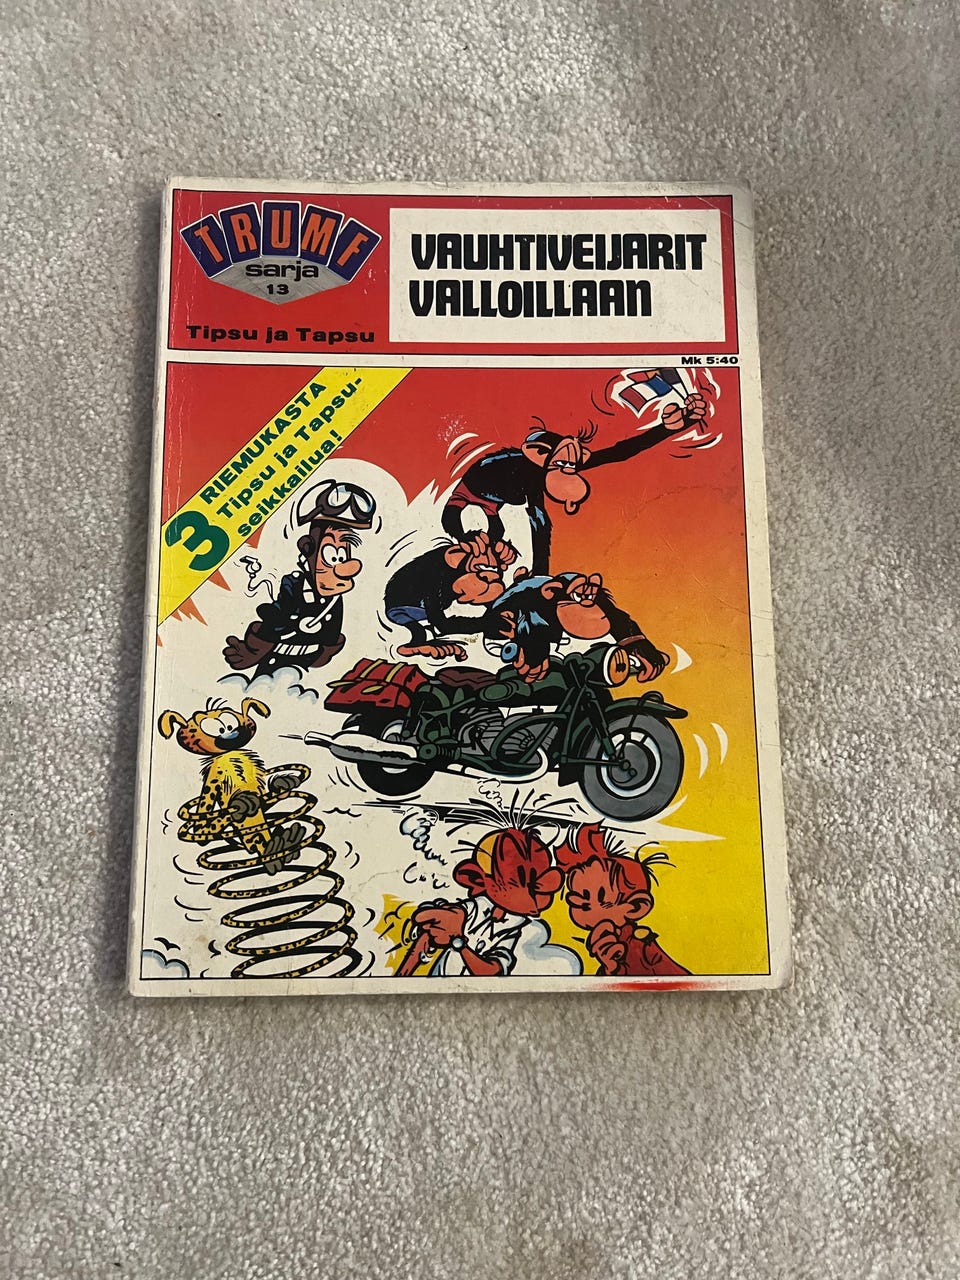 TRUMF
sarja
13
Tipsu ja Tapsu
VAUHTIVEIJARIT
VALLOILLAAN
Mk 5:40
3 RIEMUKASTA
Tipsu ja Tapsu-
seikkailua!